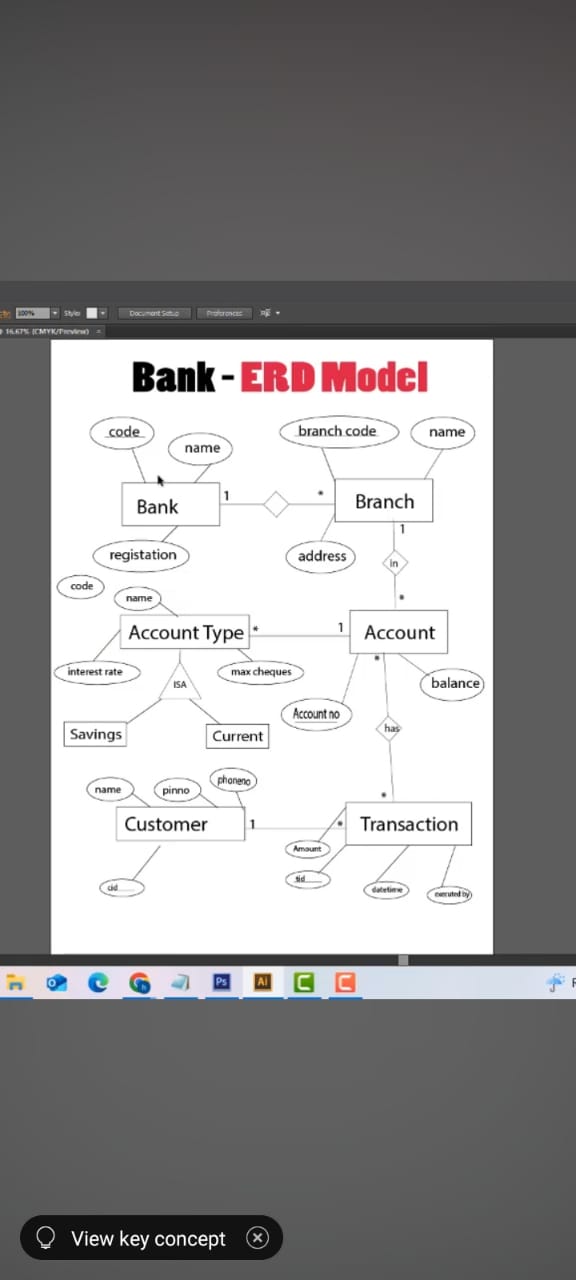 100%
Style:
Document Setup
Preferences
16.67% (CMYK/Preview) ×
Bank - ERD Model
code
name
branch code
name
Bank
1
*
Branch
registation
address
1
in
*
code
name
Account Type
*
1
Account
interest rate
max cheques
*
balance
ISA
Account no
Savings
Current
has
name
pinno
phoneno
*
Customer
1
*
Transaction
Amount
cid
tid
datetime
executed by
Ps
Ai
View key concept